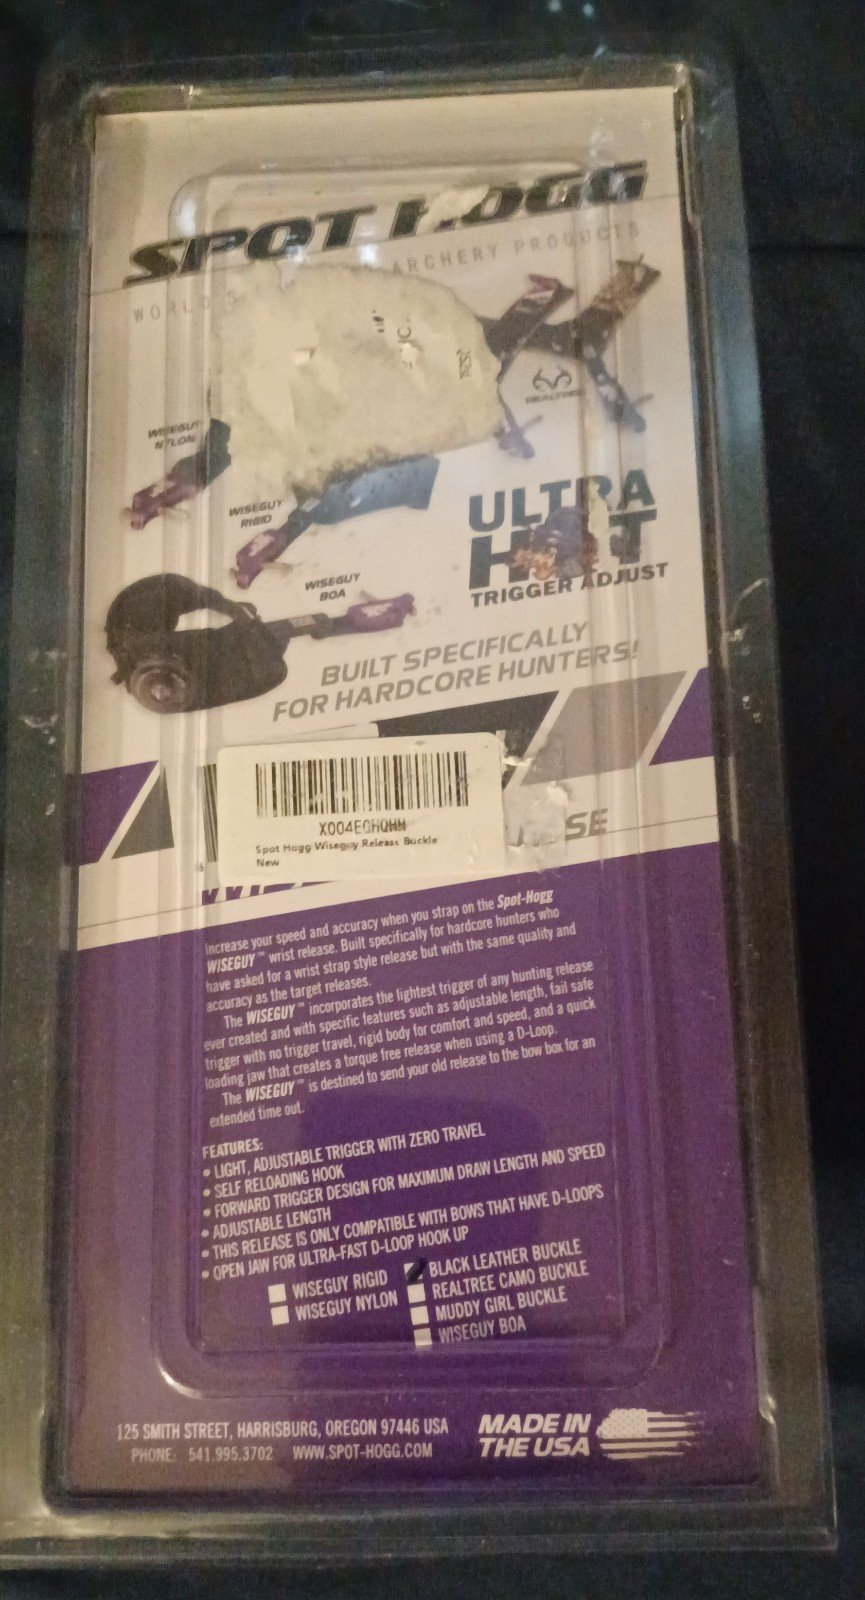 SPOT HOGG
WORLD'S ARCHERY PRODUCTS
REALTREE
WISEGUY
NYLON
WISEGUY
RIGID
ULTRA
HOT
TRIGGER ADJUST
WISEGUY
BOA
BUILT SPECIFICALLY
FOR HARDCORE HUNTERS!
X004EGHQHH
Spot Hogg Wiseguy Release Buckle
New
Increase your speed and accuracy when you strap on the Spot-Hogg
WISEGUY™ wrist release. Built specifically for hardcore hunters who
have asked for a wrist strap style release but with the same quality and
accuracy as the target releases.
The WISEGUY™ incorporates the lightest trigger of any hunting release
ever created and with specific features such as adjustable length, fail safe
trigger with no trigger travel, rigid body for comfort and speed, and a quick
loading jaw that creates a torque free release when using a D-Loop.
The WISEGUY™ is destined to send your old release to the bow box for an
extended time out.
FEATURES:
• LIGHT, ADJUSTABLE TRIGGER WITH ZERO TRAVEL
• SELF RELOADING HOOK
• FORWARD TRIGGER DESIGN FOR MAXIMUM DRAW LENGTH AND SPEED
• ADJUSTABLE LENGTH
• THIS RELEASE IS ONLY COMPATIBLE WITH BOWS THAT HAVE D-LOOPS
• OPEN JAW FOR ULTRA-FAST D-LOOP HOOK UP
WISEGUY RIGID
WISEGUY NYLON
BLACK LEATHER BUCKLE
REALTREE CAMO BUCKLE
MUDDY GIRL BUCKLE
WISEGUY BOA
125 SMITH STREET, HARRISBURG, OREGON 97446 USA
PHONE: 541.995.3702 WWW.SPOT-HOGG.COM
MADE IN
THE USA